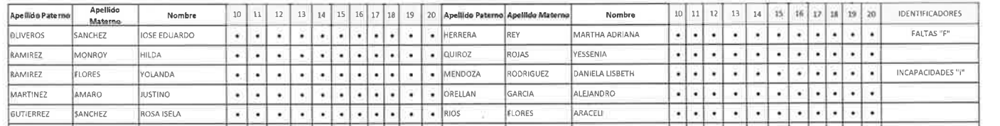 Apellido Paterno Apellido Materno Nombre 10 11 12 13 14 15 16 17 18 19 20 Apellido Paterno Apellido Materno Nombre 10 11 12 13 14 15 16 17 18 19 20 IDENTIFICADORES
OLIVEROS SANCHEZ JOSE EDUARDO • • • • • • • • • • • HERRERA REY MARTHA ADRIANA • • • • • • • • • • • FALTAS "F"
RAMIREZ MONROY HILDA • • • • • • • • • • • QUIROZ ROJAS YESSENIA • • • • • • • • • • •
RAMIREZ FLORES YOLANDA • • • • • • • • • • • MENDOZA RODRIGUEZ DANIELA LISBETH • • • • • • • • • • • INCAPACIDADES "I"
MARTINEZ AMARO JUSTINO • • • • • • • • • • • ORELLAN GARCIA ALEJANDRO • • • • • • • • • • •
GUTIERREZ SANCHEZ ROSA ISELA • • • • • • • • • • • RIOS FLORES ARACELI • • • • • • • • • • •